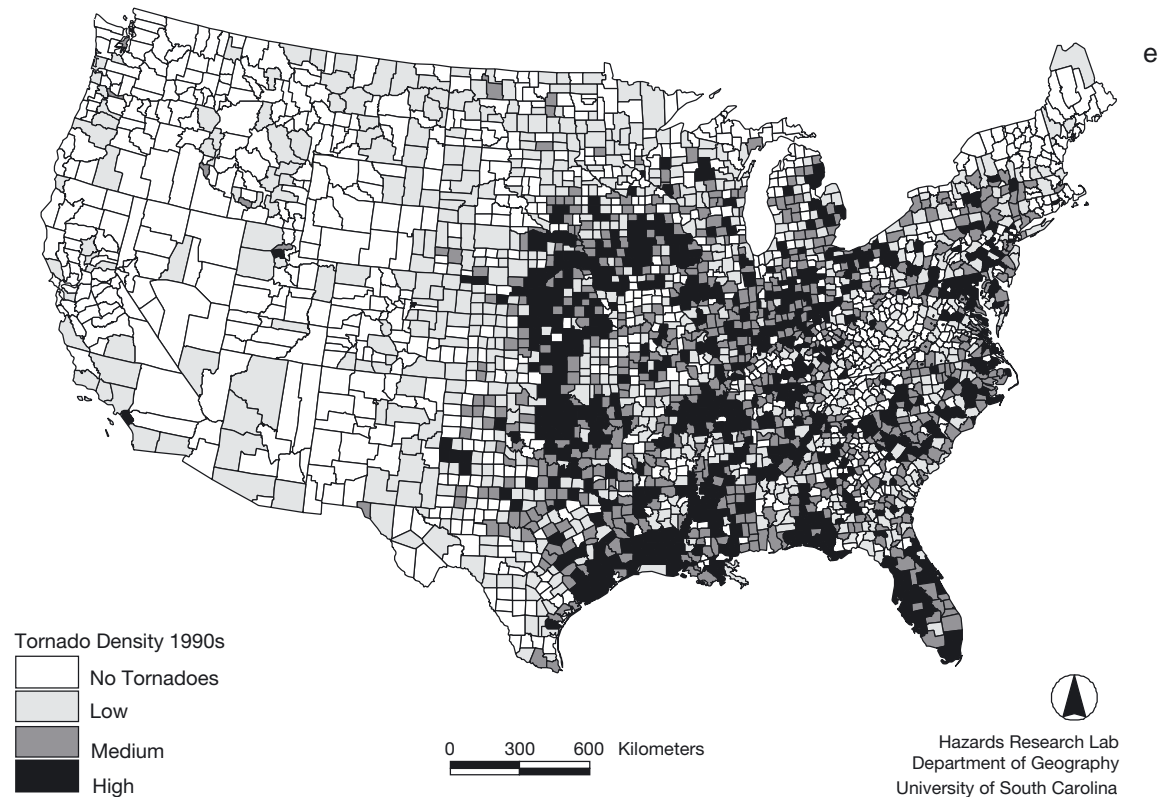 e
Tornado Density 1990s
No Tornadoes
Low
Medium
High
0 300 600 Kilometers
Hazards Research Lab
Department of Geography
University of South Carolina